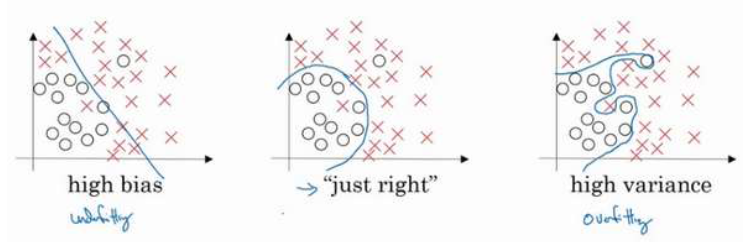 high bias
underfitting
→ "just right"
high variance
overfitting